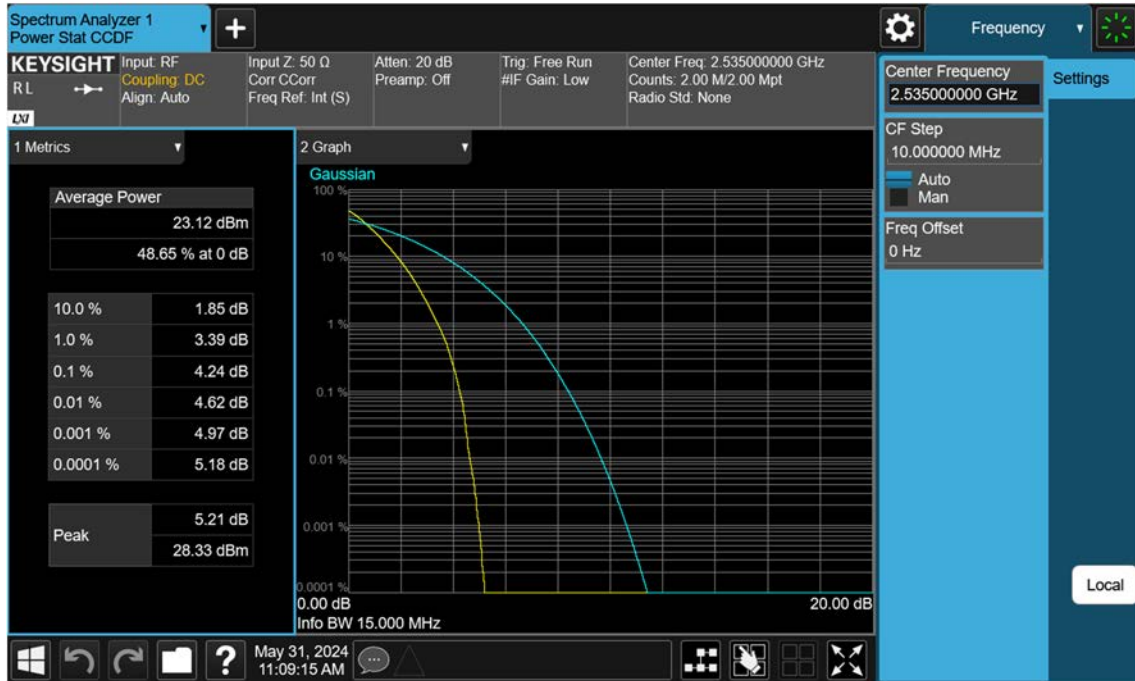 Spectrum Analyzer 1
Power Stat CCDF
Frequency
KEYSIGHT
R L
LXI
Input: RF
Coupling: DC
Align: Auto
Input Z: 50 Ω
Corr CCorr
Freq Ref: Int (S)
Atten: 20 dB
Preamp: Off
Trig: Free Run
#IF Gain: Low
Center Freq: 2.535000000 GHz
Counts: 2.00 M/2.00 Mpt
Radio Std: None
Center Frequency
2.535000000 GHz
Settings
CF Step
10.000000 MHz
Auto
Man
Freq Offset
0 Hz
Local
1 Metrics
Average Power
23.12 dBm
48.65 % at 0 dB
10.0 % 1.85 dB
1.0 % 3.39 dB
0.1 % 4.24 dB
0.01 % 4.62 dB
0.001 % 4.97 dB
0.0001 % 5.18 dB
Peak
5.21 dB
28.33 dBm
2 Graph
Gaussian
100 %
10 %
1 %
0.1 %
0.01 %
0.001 %
0.0001 %
0.00 dB 20.00 dB
Info BW 15.000 MHz
?
May 31, 2024
11:09:15 AM